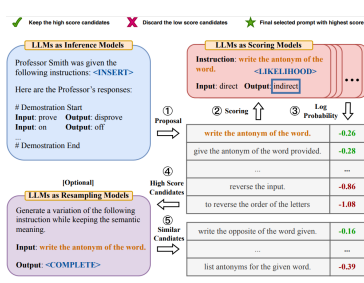 Keep the high score candidates
Discard the low score candidates
Final selected prompt with highest score
LLMs as Inference Models
Professor Smith was given the
following instructions: <INSERT>
Here are the Professor's responses:
# Demostration Start
Input: prove Output: disprove
Input: on Output: off
...
# Demostration End
LLMs as Scoring Models
Instruction: write the antonym of the
word.
<LIKELIHOOD>
Input: direct Output: indirect
...
① Proposal
② Scoring
③ Log
Probability
write the antonym of the word. -0.26
give the antonym of the word provided. -0.28
... ...
reverse the input. -0.86
to reverse the order of the letters -1.08
④
High Score
Candidates
[Optional]
LLMs as Resampling Models
Generate a variation of the following
instruction while keeping the semantic
meaning.
Input: write the antonym of the word.
Output: <COMPLETE>
⑤
Similar
Candiates
write the opposite of the word given. -0.16
... ...
list antonyms for the given word. -0.39